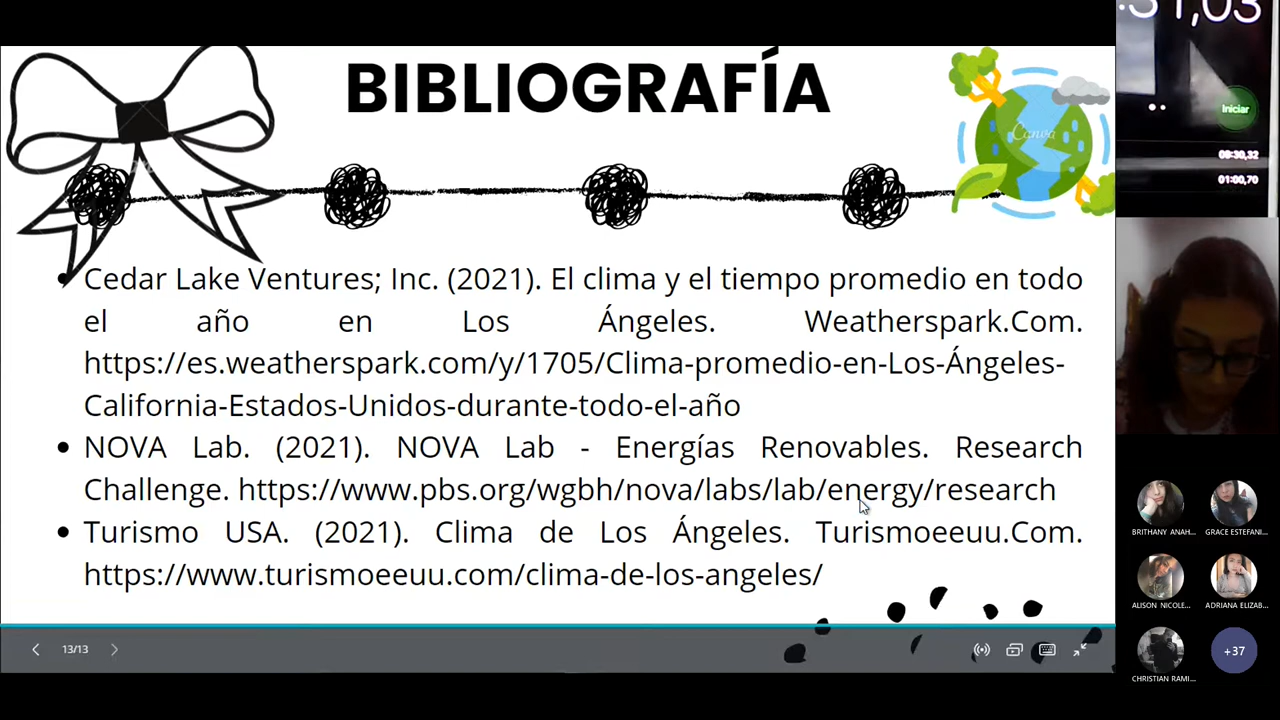 BIBLIOGRAFÍA
Canva
Cedar Lake Ventures; Inc. (2021). El clima y el tiempo promedio en todo
el año en Los Ángeles. Weatherspark.Com.
https://es.weatherspark.com/y/1705/Clima-promedio-en-Los-Ángeles-
California-Estados-Unidos-durante-todo-el-año
NOVA Lab. (2021). NOVA Lab - Energías Renovables. Research
Challenge. https://www.pbs.org/wgbh/nova/labs/lab/energy/research
Turismo USA. (2021). Clima de Los Ángeles. Turismoeeuu.Com.
https://www.turismoeeuu.com/clima-de-los-angeles/
13/13
Iniciar
01:00,70
BRITHANY ANAH...
GRACE ESTEFANI...
ALISON NICOLE...
ADRIANA ELIZAB...
CHRISTIAN RAMI...
+37